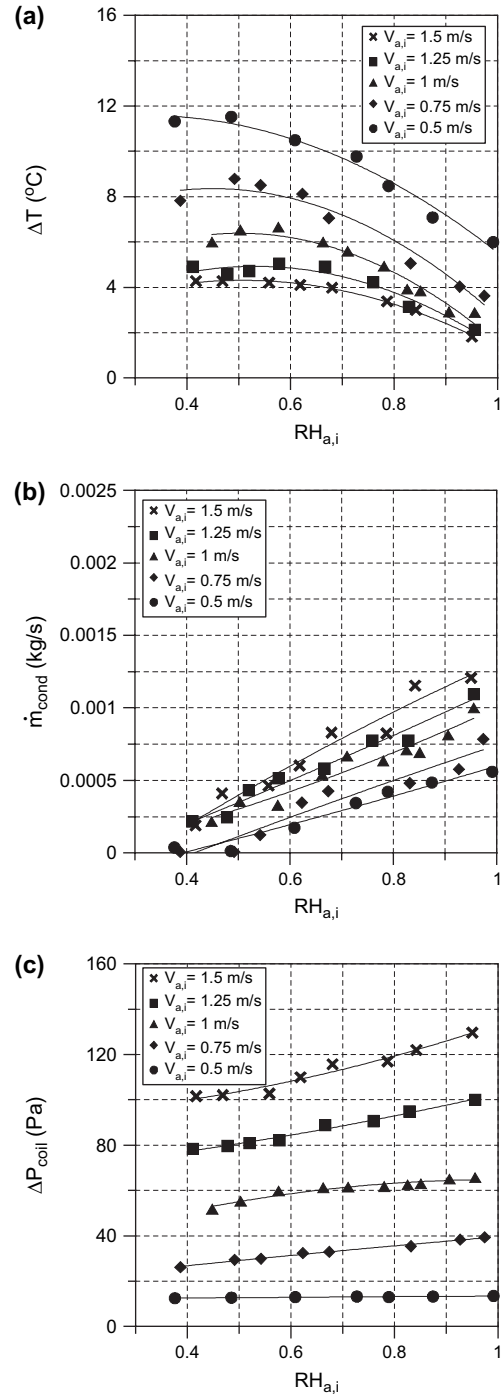 (a)
V_a,i= 1.5 m/s
V_a,i= 1.25 m/s
V_a,i= 1 m/s
V_a,i= 0.75 m/s
V_a,i= 0.5 m/s
16
12
8
4
0
ΔT (ºC)
0.4 0.6 0.8 1
RH_a,i
(b)
V_a,i= 1.5 m/s
V_a,i= 1.25 m/s
V_a,i= 1 m/s
V_a,i= 0.75 m/s
V_a,i= 0.5 m/s
0.0025
0.002
0.0015
0.001
0.0005
0
ṁ_cond (kg/s)
0.4 0.6 0.8 1
RH_a,i
(c)
V_a,i= 1.5 m/s
V_a,i= 1.25 m/s
V_a,i= 1 m/s
V_a,i= 0.75 m/s
V_a,i= 0.5 m/s
160
120
80
40
0
ΔP_coil (Pa)
0.4 0.6 0.8 1
RH_a,i